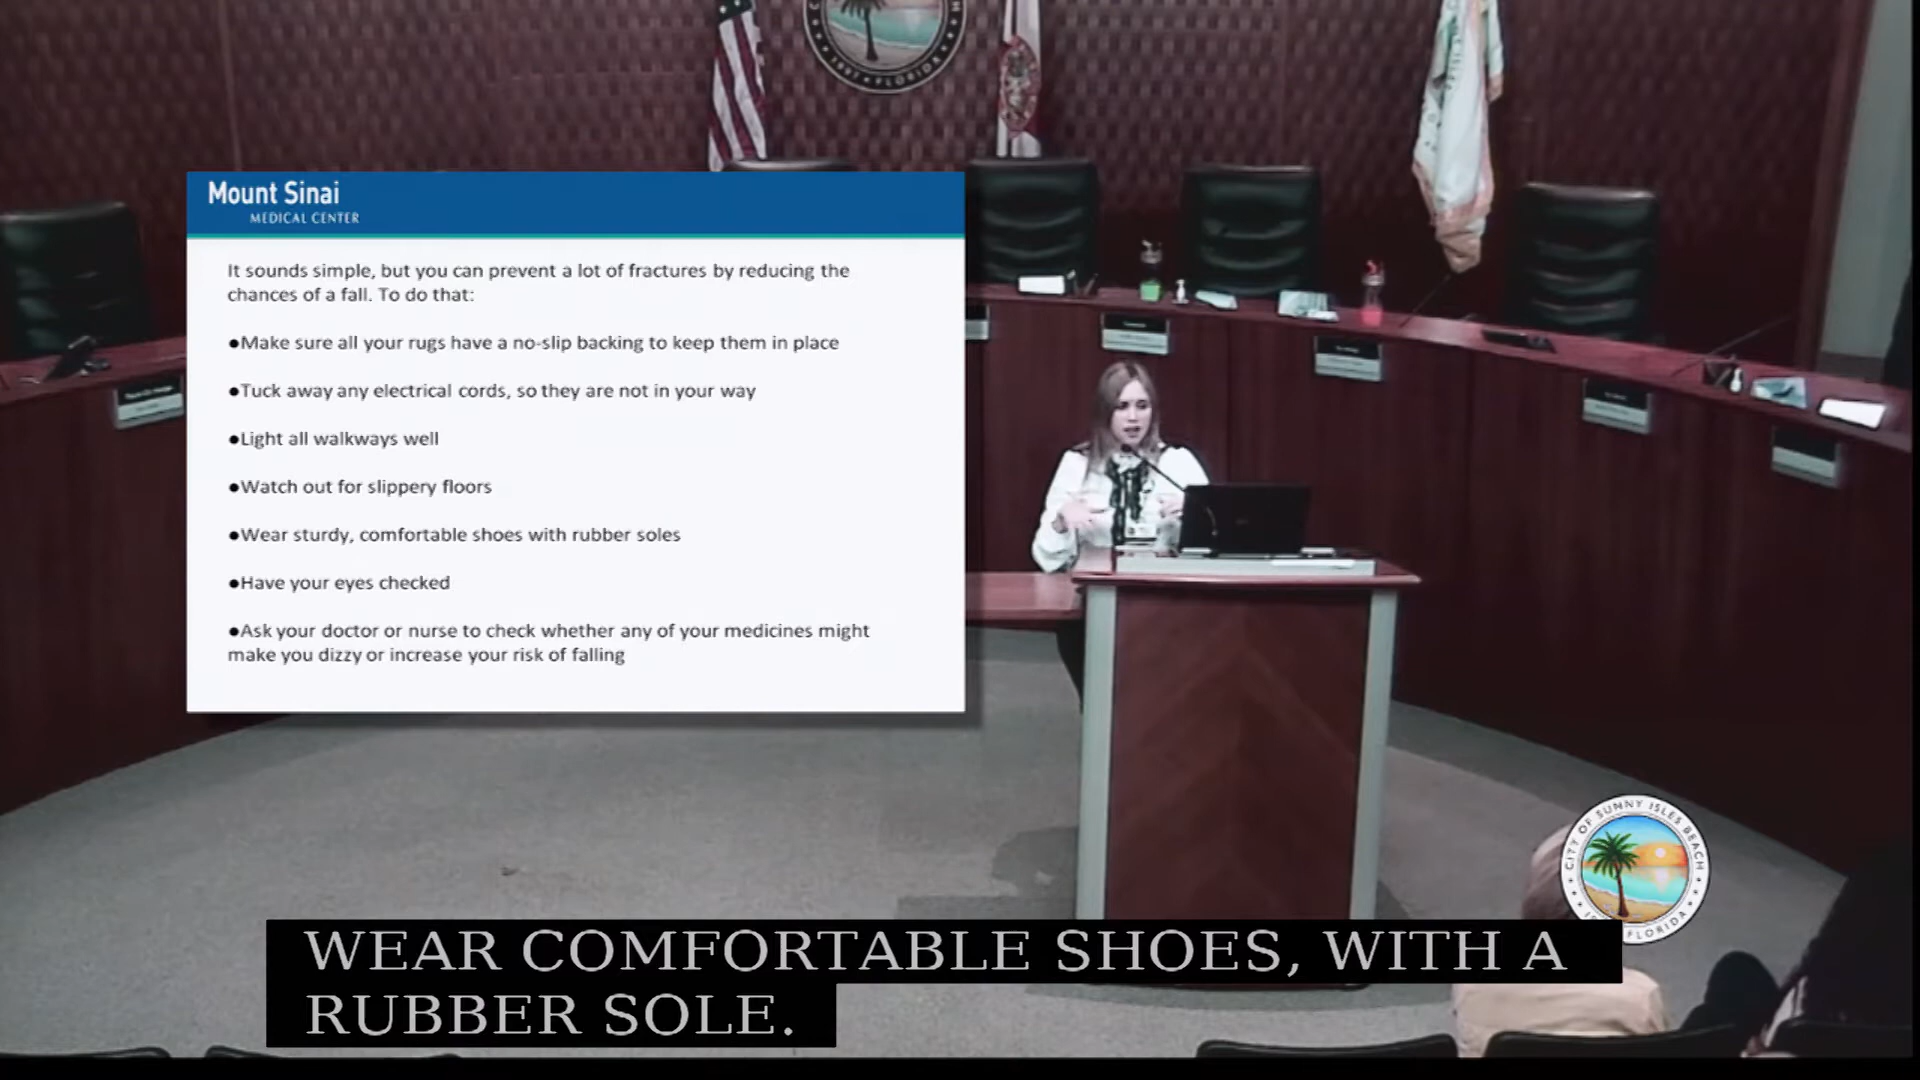 1997 • FLORIDA
Mount Sinai
MEDICAL CENTER
It sounds simple, but you can prevent a lot of fractures by reducing the
chances of a fall. To do that:
●Make sure all your rugs have a no-slip backing to keep them in place
●Tuck away any electrical cords, so they are not in your way
●Light all walkways well
●Watch out for slippery floors
●Wear sturdy, comfortable shoes with rubber soles
●Have your eyes checked
●Ask your doctor or nurse to check whether any of your medicines might
make you dizzy or increase your risk of falling
CITY OF SUNNY ISLES BEACH
FLORIDA
WEAR COMFORTABLE SHOES, WITH A
RUBBER SOLE.